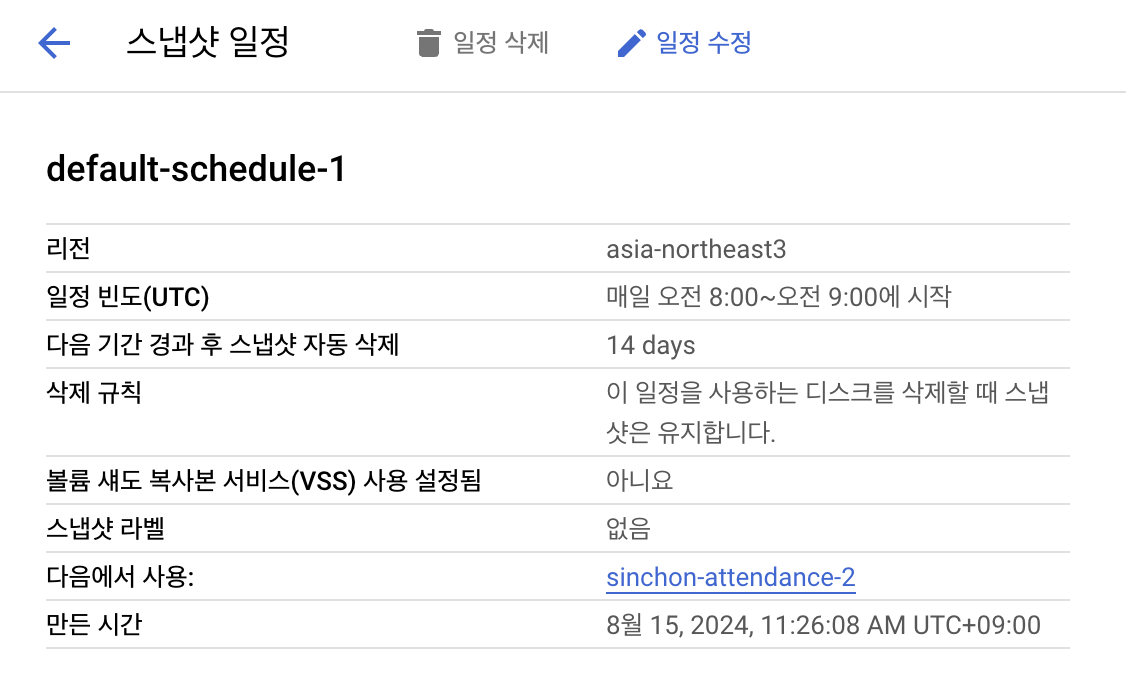 스냅샷 일정
일정 삭제
일정 수정
default-schedule-1
리전
asia-northeast3
일정 빈도(UTC)
매일 오전 8:00~오전 9:00에 시작
다음 기간 경과 후 스냅샷 자동 삭제
14 days
삭제 규칙
이 일정을 사용하는 디스크를 삭제할 때 스냅
샷은 유지합니다.
볼륨 섀도 복사본 서비스(VSS) 사용 설정됨
아니요
스냅샷 라벨
없음
다음에서 사용:
sinchon-attendance-2
만든 시간
8월 15, 2024, 11:26:08 AM UTC+09:00